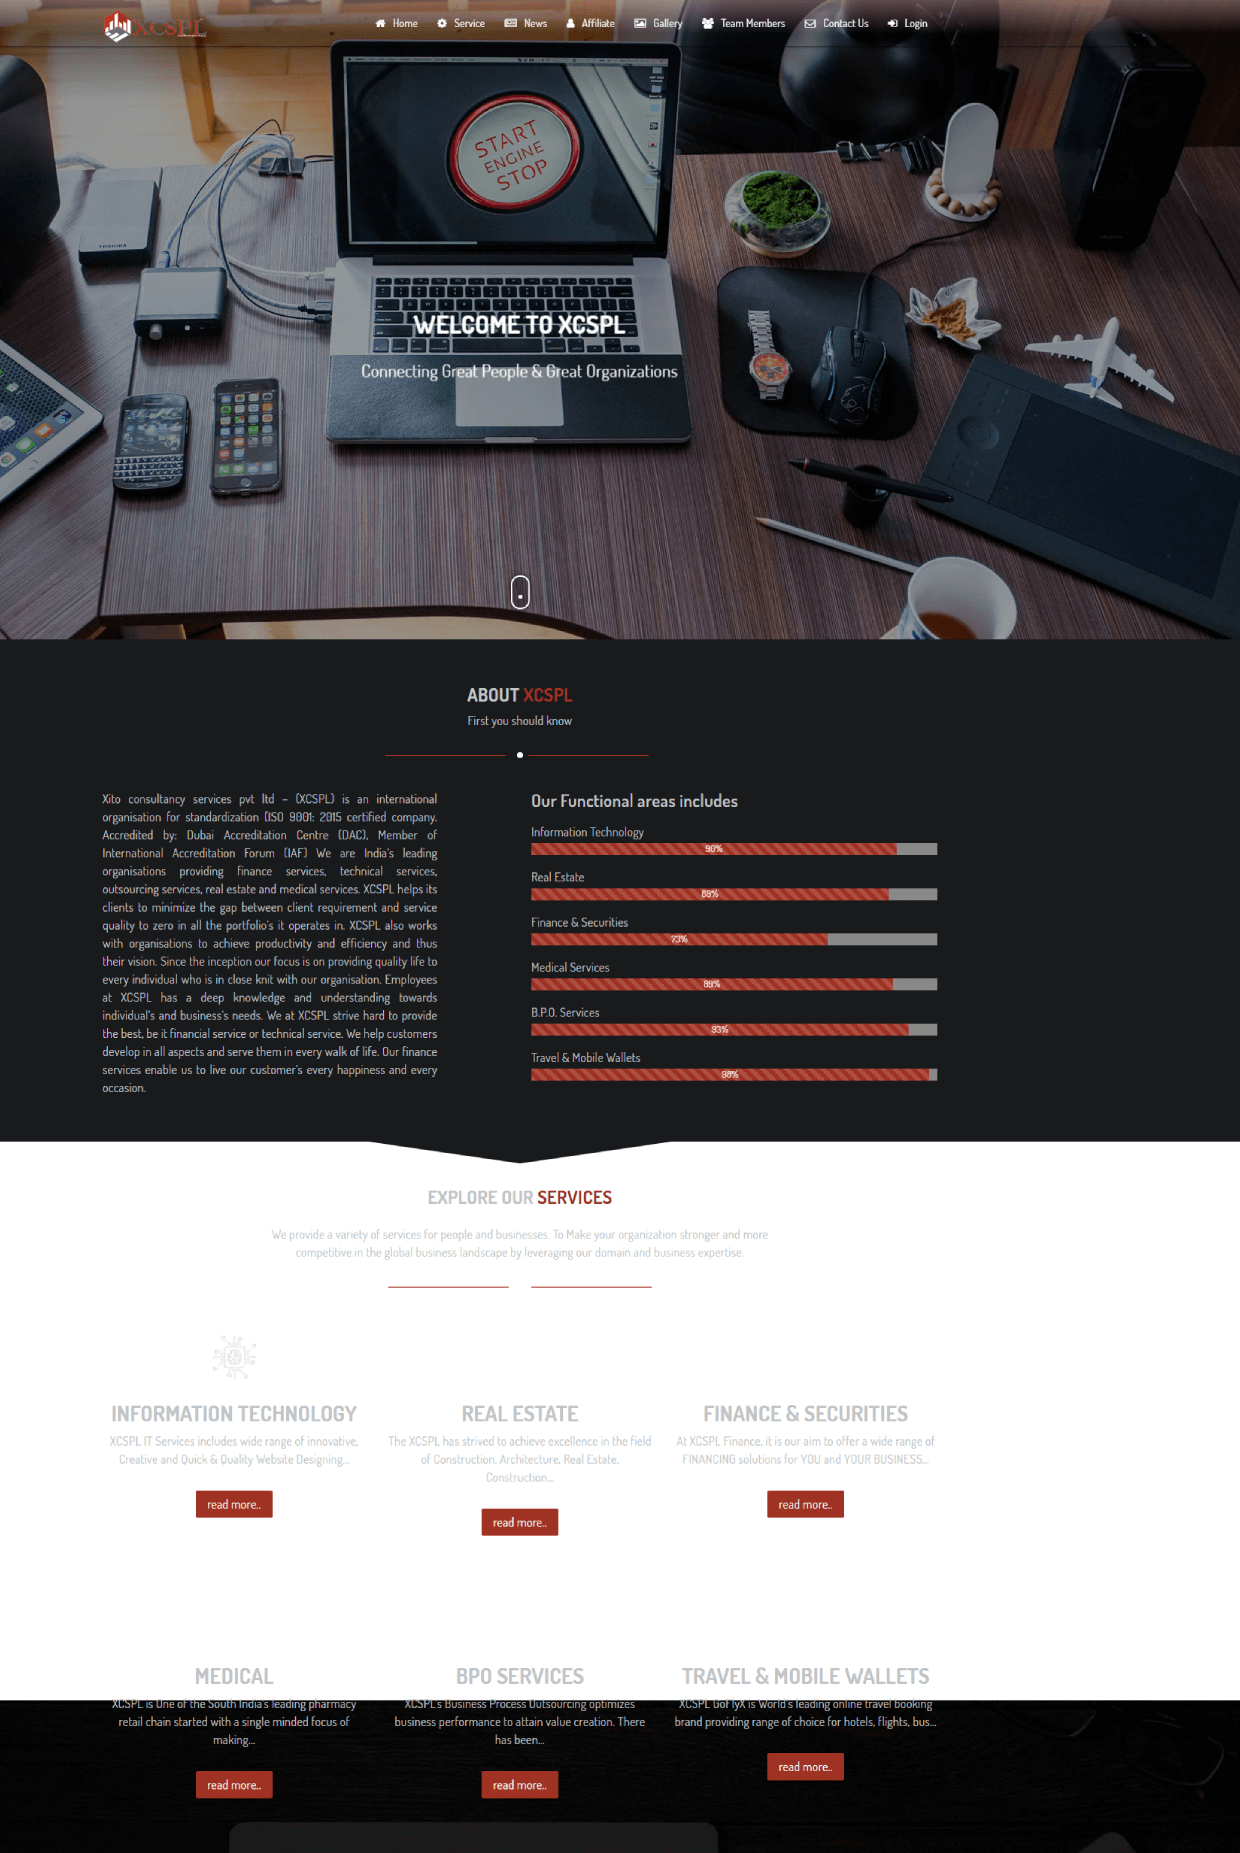 XCSPL
Home Service News Affiliate Gallery Team Members Contact Us Login
START
ENGINE
STOP
TOSHIBA
WELCOME TO XCSPL
Connecting Great People & Great Organizations
ABOUT XCSPL
First you should know
Xito consultancy services pvt ltd – (XCSPL) is an international
organisation for standardization (ISO 9001: 2015 certified company.
Accredited by: Dubai Accreditation Centre (DAC), Member of
International Accreditation Forum (IAF) We are India's leading
organisations providing finance services, technical services,
outsourcing services, real estate and medical services. XCSPL helps its
clients to minimize the gap between client requirement and service
quality to zero in all the portfolio's it operates in. XCSPL also works
with organisations to achieve productivity and efficiency and thus
their vision. Since the inception our focus is on providing quality life to
every individual who is in close knit with our organisation. Employees
at XCSPL has a deep knowledge and understanding towards
individual's and business's needs. We at XCSPL strive hard to provide
the best, be it financial service or technical service. We help customers
develop in all aspects and serve them in every walk of life. Our finance
services enable us to live our customer's every happiness and every
occasion.
Our Functional areas includes
Information Technology
90%
Real Estate
89%
Finance & Securities
73%
Medical Services
89%
B.P.O. Services
93%
Travel & Mobile Wallets
98%
EXPLORE OUR SERVICES
We provide a variety of services for people and businesses. To Make your organization stronger and more
competitive in the global business landscape by leveraging our domain and business expertise.
INFORMATION TECHNOLOGY
XCSPL IT Services includes wide range of innovative,
Creative and Quick & Quality Website Designing...
read more..
REAL ESTATE
The XCSPL has strived to achieve excellence in the field
of Construction, Architecture, Real Estate,
Construction...
read more..
FINANCE & SECURITIES
At XCSPL Finance, it is our aim to offer a wide range of
FINANCING solutions for YOU and YOUR BUSINESS...
read more..
MEDICAL
XCSPL is One of the South India's leading pharmacy
retail chain started with a single minded focus of
making...
read more..
BPO SERVICES
XCSPL's Business Process Outsourcing optimizes
business performance to attain value creation. There
has been...
read more..
TRAVEL & MOBILE WALLETS
XCSPL GoFlyX is World's leading online travel booking
brand providing range of choice for hotels, flights, bus...
read more..